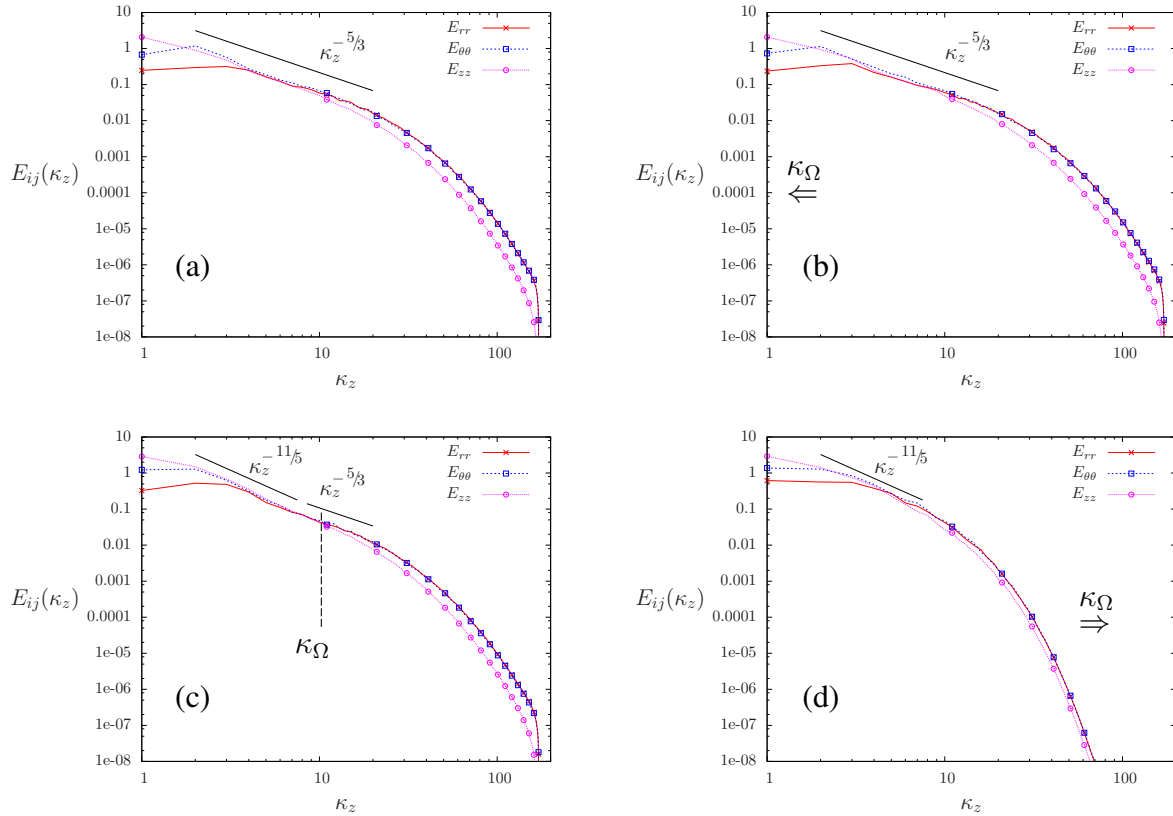 10
1
0.1
0.01
0.001
0.0001
1e-05
1e-06
1e-07
1e-08
E_{ij}(κ_z)
κ_z^{-5/3}
E_{rr}
E_{θθ}
E_{zz}
(a)
1 10 100
κ_z
10
1
0.1
0.01
0.001
0.0001
1e-05
1e-06
1e-07
1e-08
E_{ij}(κ_z)
κ_z^{-5/3}
E_{rr}
E_{θθ}
E_{zz}
κ_Ω
⇐
(b)
1 10 100
κ_z
10
1
0.1
0.01
0.001
0.0001
1e-05
1e-06
1e-07
1e-08
E_{ij}(κ_z)
κ_z^{-11/5}
κ_z^{-5/3}
E_{rr}
E_{θθ}
E_{zz}
κ_Ω
(c)
1 10 100
κ_z
10
1
0.1
0.01
0.001
0.0001
1e-05
1e-06
1e-07
1e-08
E_{ij}(κ_z)
κ_z^{-11/5}
E_{rr}
E_{θθ}
E_{zz}
κ_Ω
⇒
(d)
1 10 100
κ_z